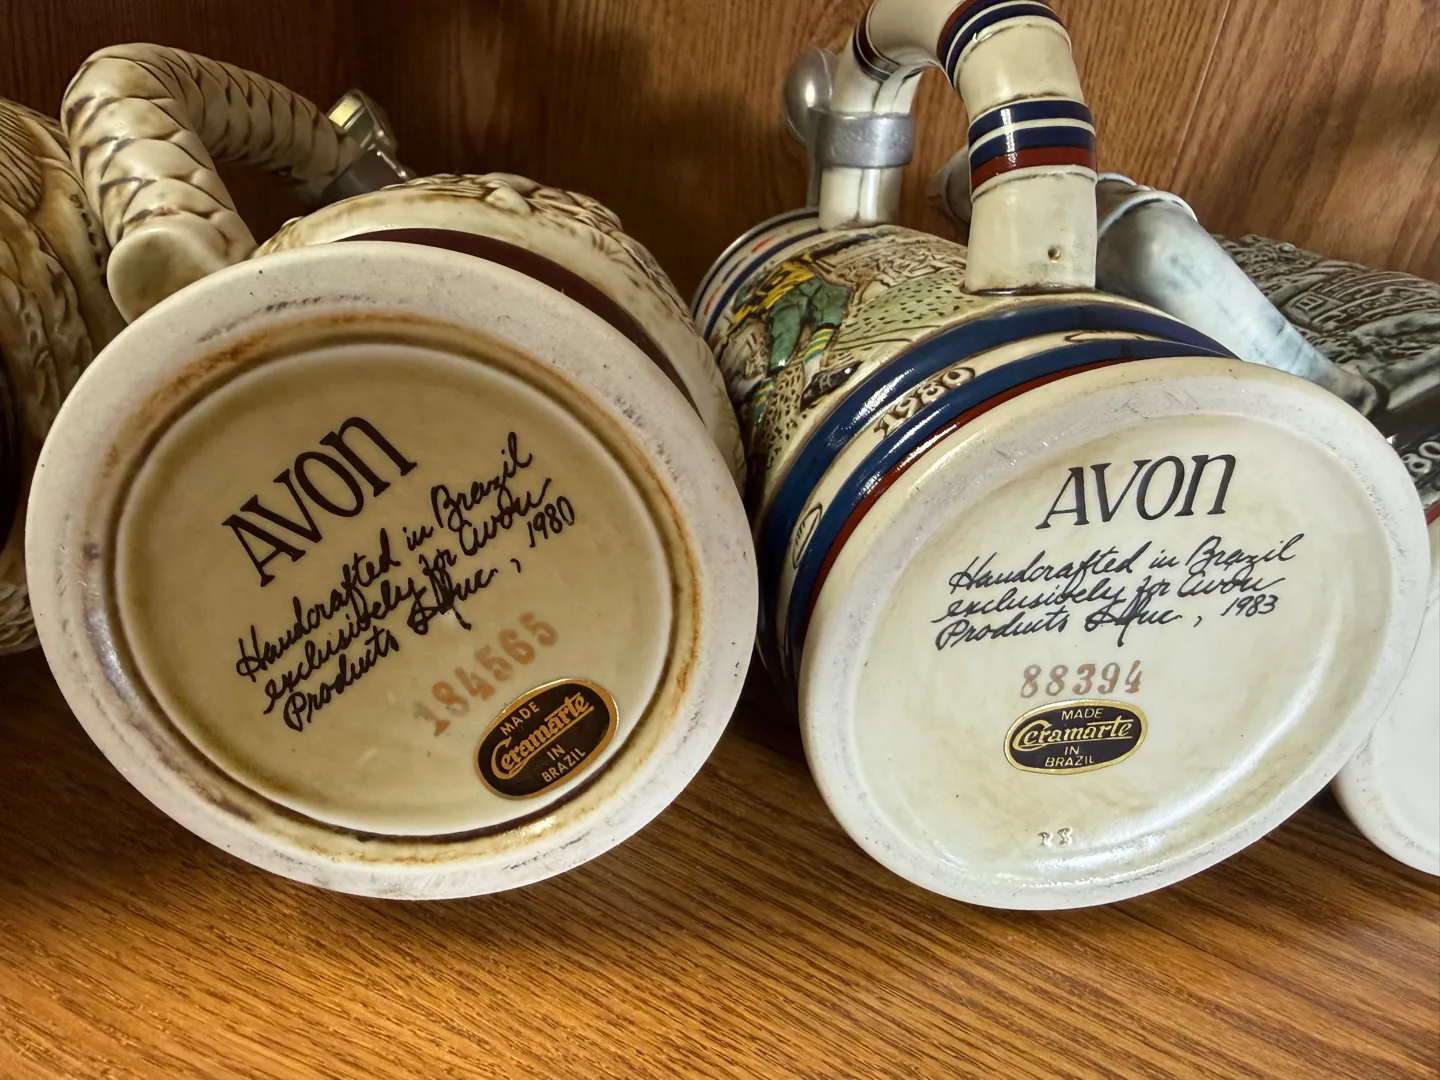 AVON
Handcrafted in Brazil
exclusively for Avon
Products Inc., 1980
184565
MADE
Ceramarte
IN
BRAZIL
AVON
Handcrafted in Brazil
exclusively for Avon
Products Inc., 1983
88394
MADE
Ceramarte
IN
BRAZIL